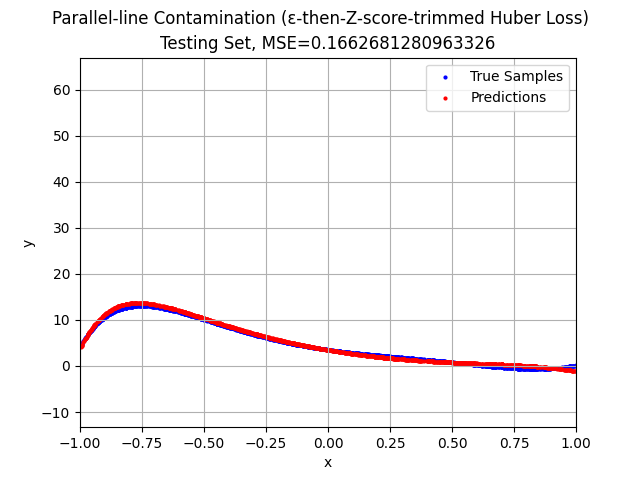 Parallel-line Contamination (ε-then-Z-score-trimmed Huber Loss)
Testing Set, MSE=0.1662681280963326
True Samples
Predictions
60
50
40
30
20
10
0
−10
y
−1.00 −0.75 −0.50 −0.25 0.00 0.25 0.50 0.75 1.00
x